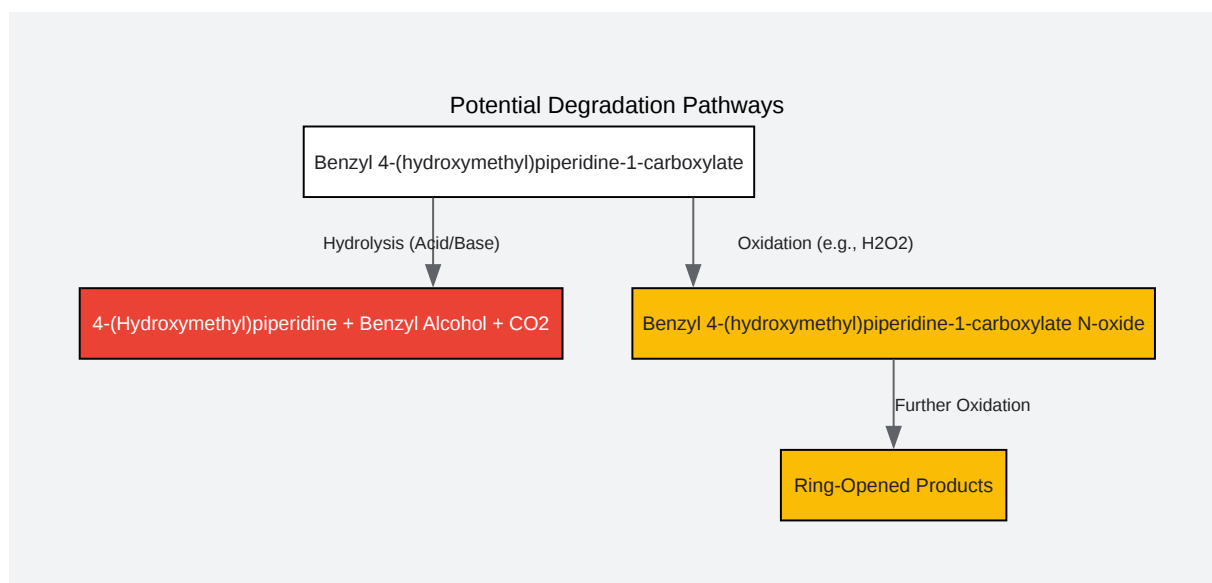 Potential Degradation Pathways
Benzyl 4-(hydroxymethyl)piperidine-1-carboxylate
Hydrolysis (Acid/Base)
Oxidation (e.g., H2O2)
4-(Hydroxymethyl)piperidine + Benzyl Alcohol + CO2
Benzyl 4-(hydroxymethyl)piperidine-1-carboxylate N-oxide
Further Oxidation
Ring-Opened Products